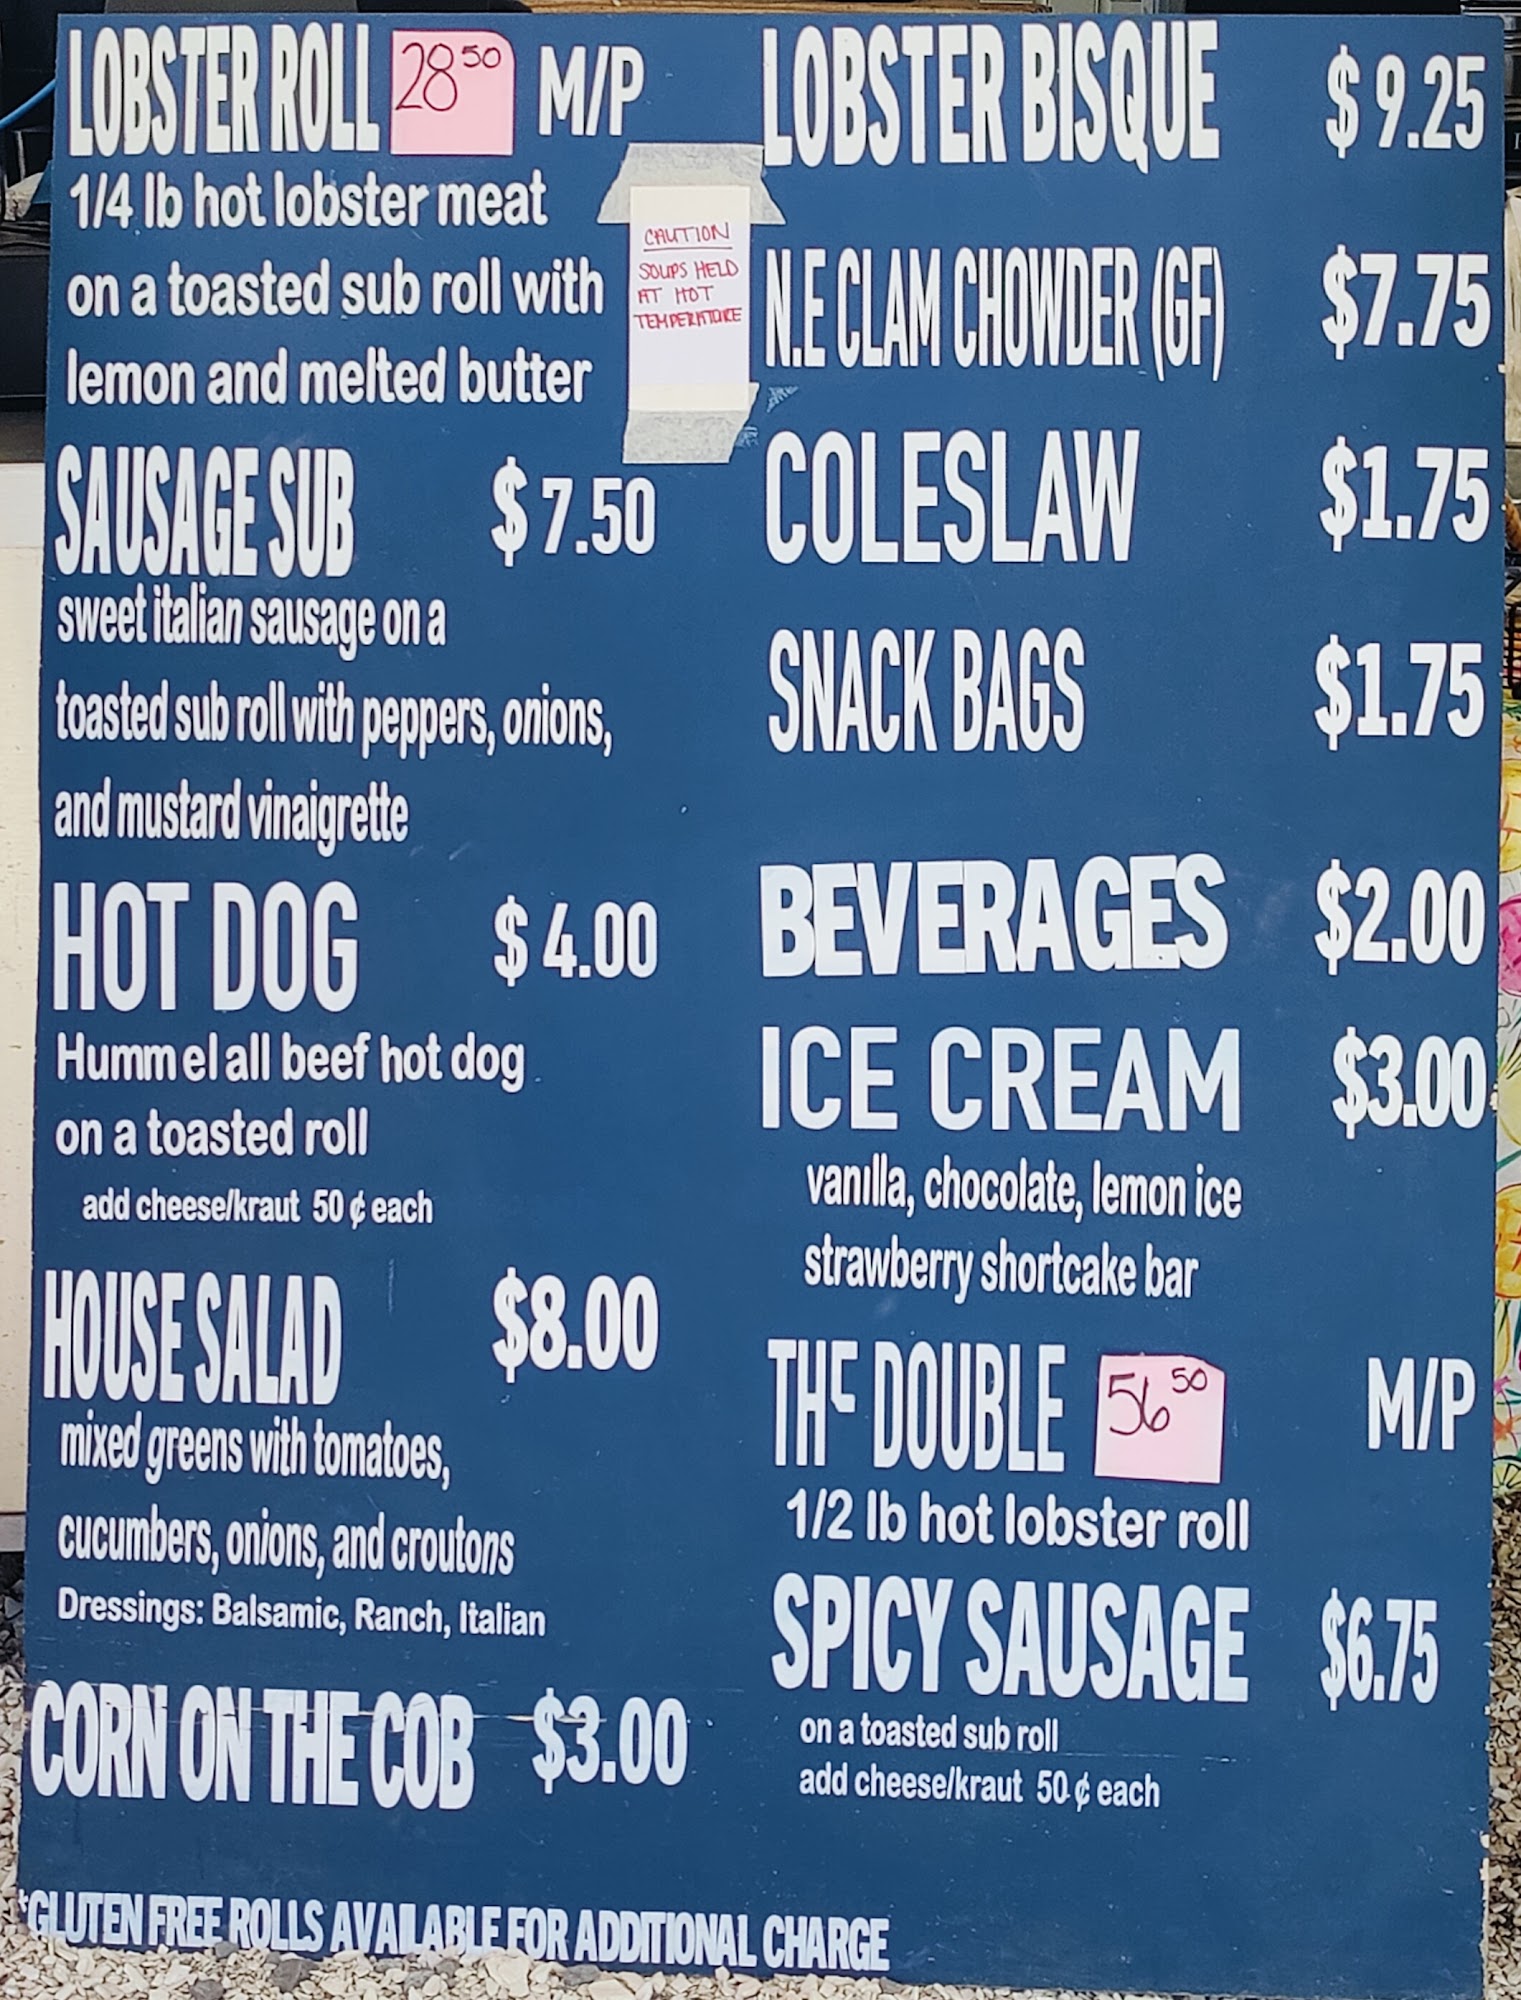 LOBSTER ROLL 28⁵⁰ M/P
1/4 lb hot lobster meat
on a toasted sub roll with
lemon and melted butter
SAUSAGE SUB $7.50
sweet italian sausage on a
toasted sub roll with peppers, onions,
and mustard vinaigrette
HOT DOG $4.00
Hummel all beef hot dog
on a toasted roll
add cheese/kraut 50¢ each
HOUSE SALAD $8.00
mixed greens with tomatoes,
cucumbers, onions, and croutons
Dressings: Balsamic, Ranch, Italian
CORN ON THE COB $3.00
CAUTION
SOUPS HELD
AT HOT
TEMPERATURE
LOBSTER BISQUE $9.25
N.E CLAM CHOWDER (GF) $7.75
COLESLAW $1.75
SNACK BAGS $1.75
BEVERAGES $2.00
ICE CREAM $3.00
vanilla, chocolate, lemon ice
strawberry shortcake bar
THE DOUBLE 56⁵⁰ M/P
1/2 lb hot lobster roll
SPICY SAUSAGE $6.75
on a toasted sub roll
add cheese/kraut 50¢ each
*GLUTEN FREE ROLLS AVAILABLE FOR ADDITIONAL CHARGE